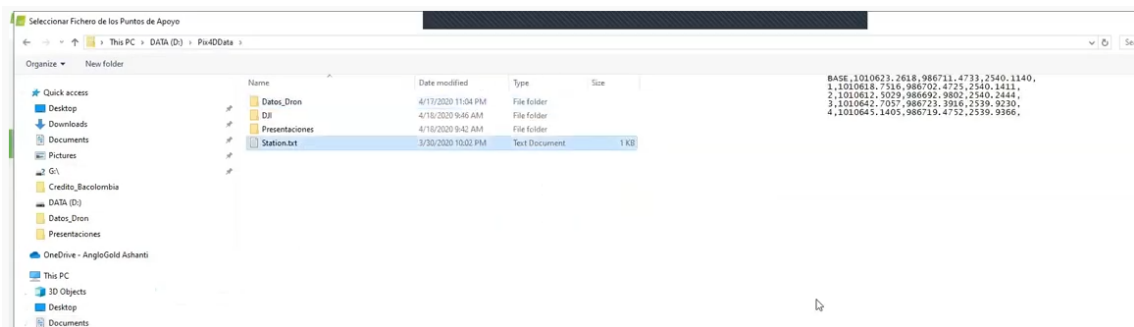 Seleccionar Fichero de los Puntos de Apoyo
This PC › DATA (D:) › Pix4DData ›
Se
Organize New folder
Name Date modified Type Size
Datos_Dron 4/17/2020 11:04 PM File folder
DJI 4/18/2020 9:46 AM File folder
Presentaciones 4/18/2020 9:42 AM File folder
Station.txt 3/30/2020 10:02 PM Text Document 1 KB
Quick access
Desktop
Downloads
Documents
Pictures
G:\
Credito_Bacolombia
DATA (D:)
Datos_Dron
Presentaciones
OneDrive - AngloGold Ashanti
This PC
3D Objects
Desktop
Documents
BASE,1010623.2618,986711.4733,2540.1140,
1,1010618.7516,986702.4725,2540.1411,
2,1010612.5029,986692.9802,2540.2444,
3,1010642.7057,986723.3916,2539.9230,
4,1010645.1405,986719.4752,2539.9366,